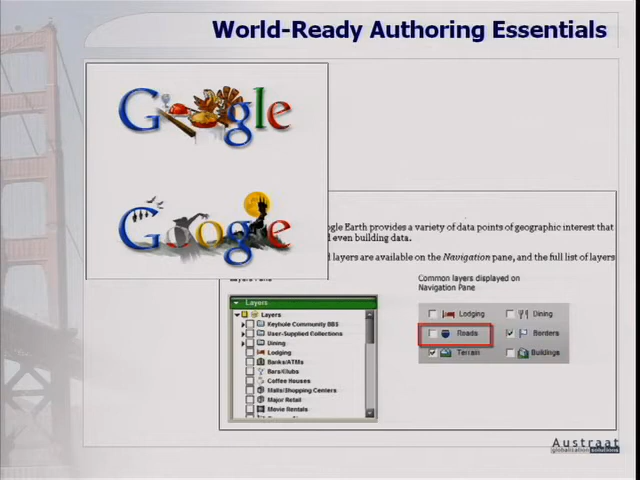 World-Ready Authoring Essentials
Google
Google
ogle Earth provides a variety of data points of geographic interest that
even building data.
layers are available on the Navigation pane, and the full list of layers
Common layers displayed on
Navigation Pane
Layers
Layers
Keyhole Community BBS
User-Supplied Collections
Dining
Lodging
Banks/ATMs
Bars/Clubs
Coffee Houses
Malls/Shopping Centers
Major Retail
Movie Rentals
Lodging
Dining
Roads
Borders
Terrain
Buildings
Austraat
globalisation solutions